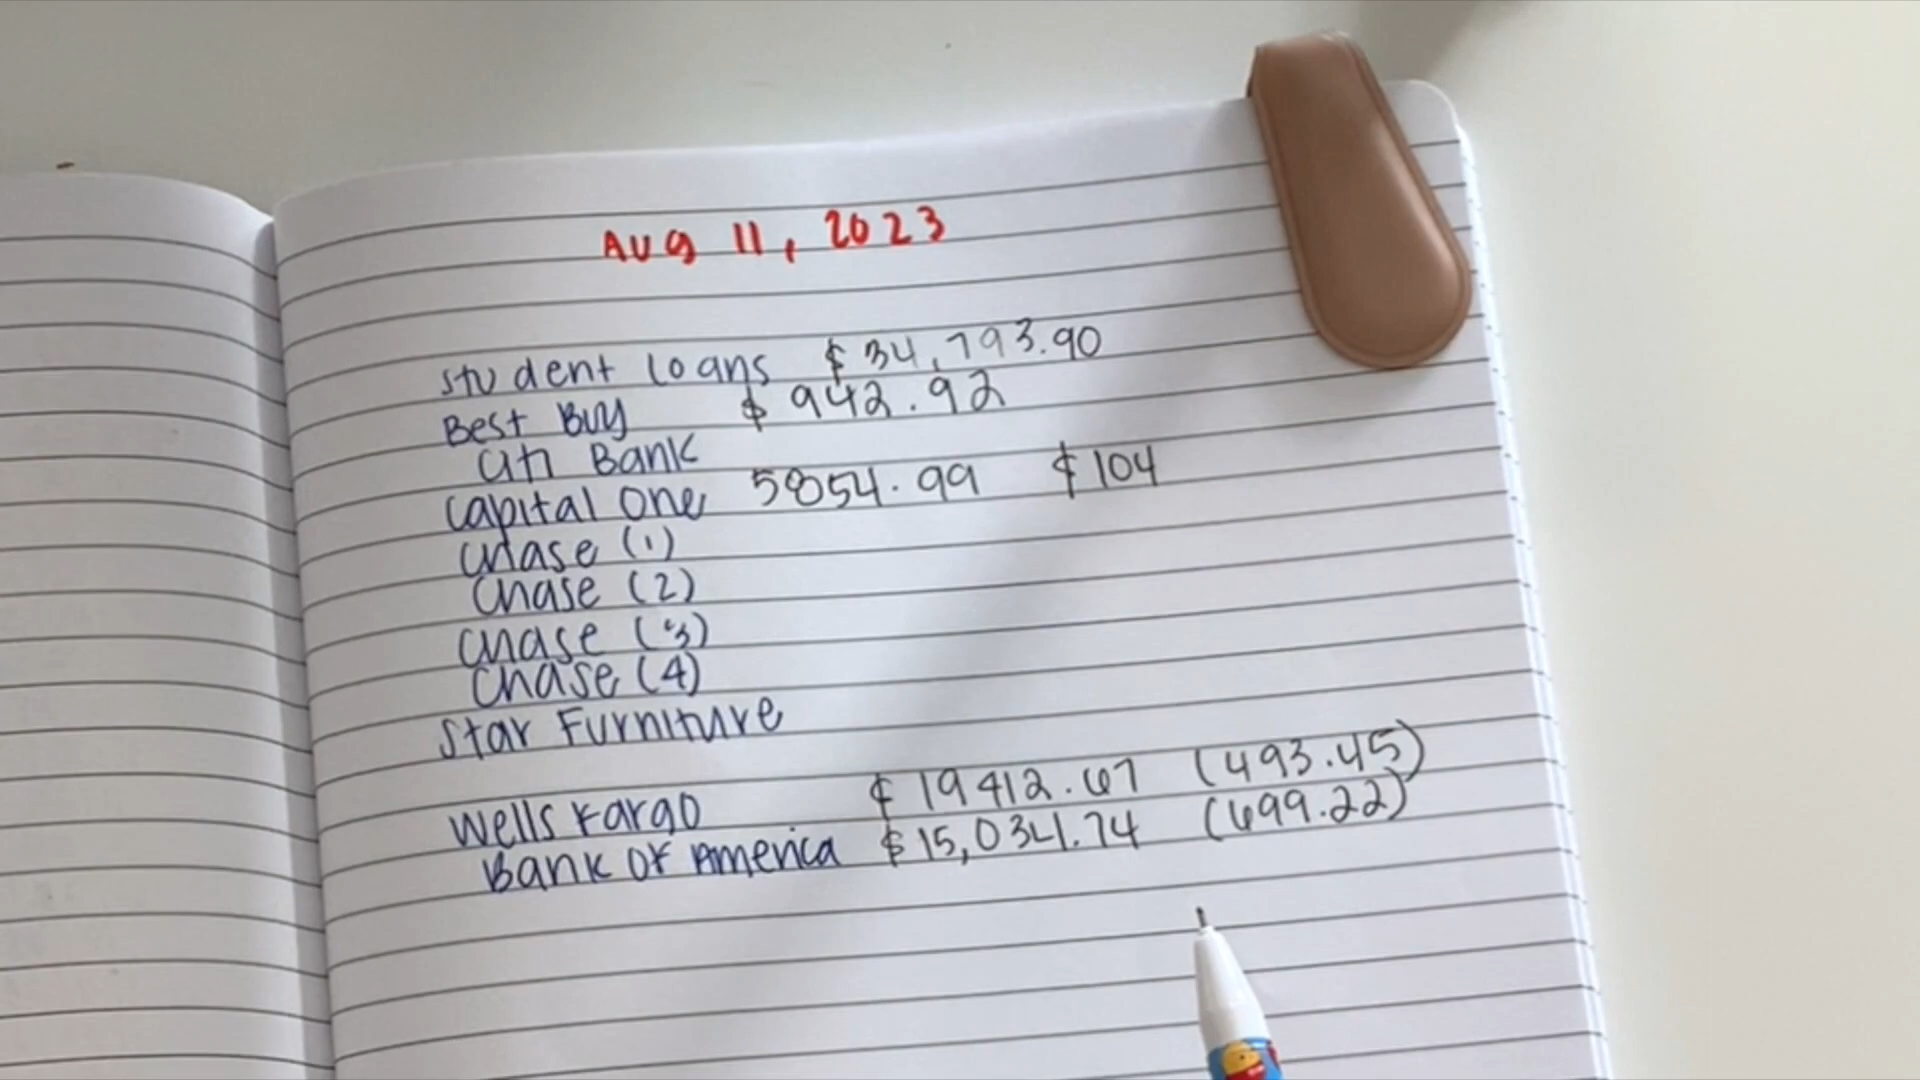 Aug 11, 2023
Student Loans $34,793.90
Best Buy $942.92
Citi Bank
Capital One 5854.99 $104
Chase (1)
Chase (2)
Chase (3)
Chase (4)
Star Furniture
Wells Fargo $19412.67 (493.45)
Bank Of America $15,034.74 (699.22)